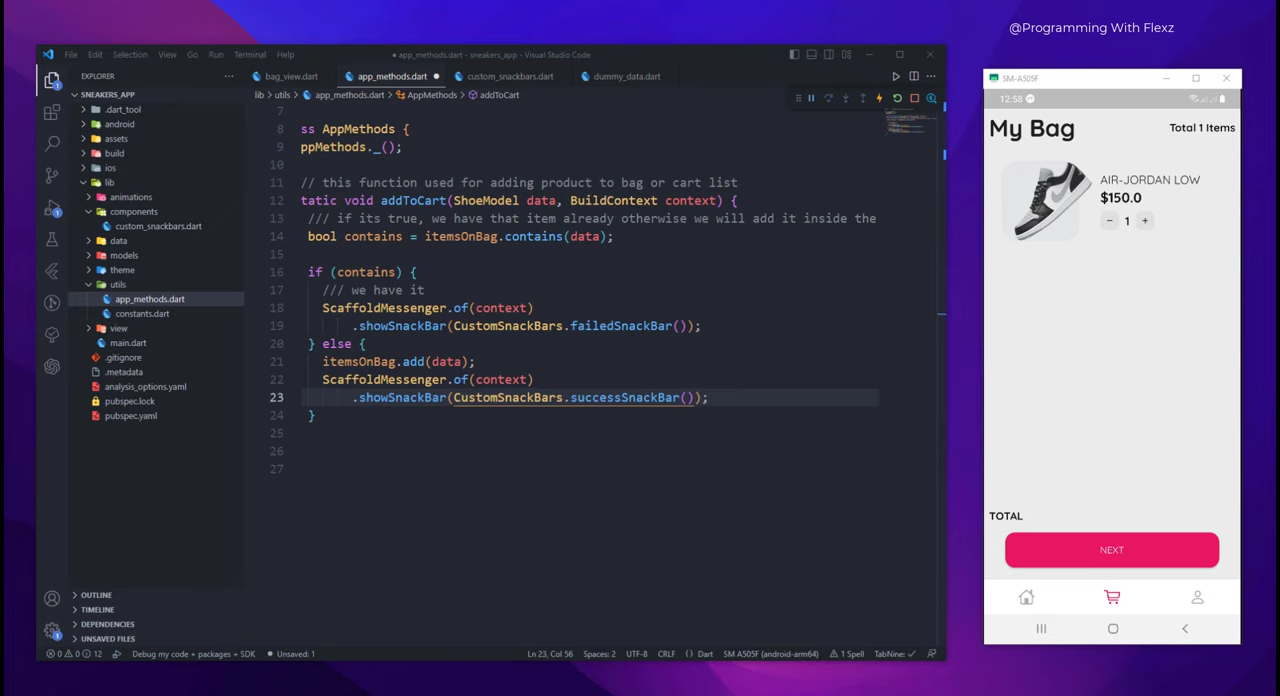 @Programming With Flexz
File Edit Selection View Go Run Terminal Help
● app_methods.dart - sneakers_app - Visual Studio Code
EXPLORER
bag_view.dart app_methods.dart ● custom_snackbars.dart dummy_data.dart
SNEAKERS_APP
lib > utils > app_methods.dart > AppMethods > addToCart
.dart_tool
android
assets
build
ios
lib
animations
components
custom_snackbars.dart
data
models
theme
utils
app_methods.dart
constants.dart
view
main.dart
.gitignore
.metadata
analysis_options.yaml
pubspec.lock
pubspec.yaml
OUTLINE
TIMELINE
DEPENDENCIES
UNSAVED FILES
7
8 ss AppMethods {
9 ppMethods._();
10
11 // this function used for adding product to bag or cart list
12 tatic void addToCart(ShoeModel data, BuildContext context) {
13 /// if its true, we have that item already otherwise we will add it inside the
14 bool contains = itemsOnBag.contains(data);
15
16 if (contains) {
17 /// we have it
18 ScaffoldMessenger.of(context)
19 .showSnackBar(CustomSnackBars.failedSnackBar());
20 } else {
21 itemsOnBag.add(data);
22 ScaffoldMessenger.of(context)
23 .showSnackBar(CustomSnackBars.successSnackBar());
24 }
25
26
27
0 0 12 Debug my code + packages + SDK ● Unsaved: 1 Ln 23, Col 56 Spaces: 2 UTF-8 CRLF {} Dart SM A505F (android-arm64) 1 Spell TabNine: ✓
SM-A505F
12:58
My Bag
Total 1 Items
AIR-JORDAN LOW
$150.0
− 1 +
TOTAL
NEXT